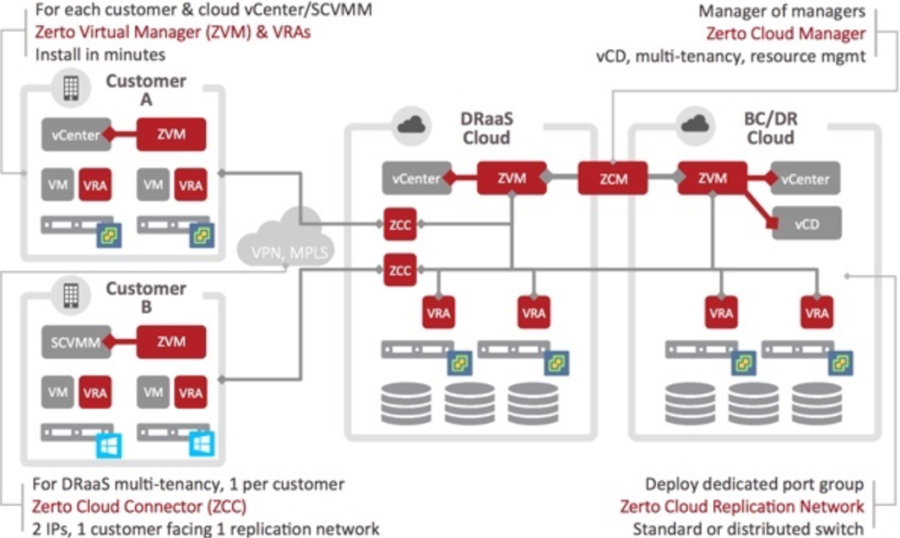 For each customer & cloud vCenter/SCVMM
Zerto Virtual Manager (ZVM) & VRAs
Install in minutes
Manager of managers
Zerto Cloud Manager
vCD, multi-tenancy, resource mgmt
Customer
A
vCenter
ZVM
VM
VRA
VM
VRA
VPN, MPLS
Customer
B
SCVMM
ZVM
VM
VRA
VM
VRA
DRaaS
Cloud
vCenter
ZVM
ZCM
ZCC
ZCC
VRA
VRA
BC/DR
Cloud
ZVM
vCenter
vCD
VRA
VRA
For DRaaS multi-tenancy, 1 per customer
Zerto Cloud Connector (ZCC)
2 IPs, 1 customer facing 1 replication network
Deploy dedicated port group
Zerto Cloud Replication Network
Standard or distributed switch